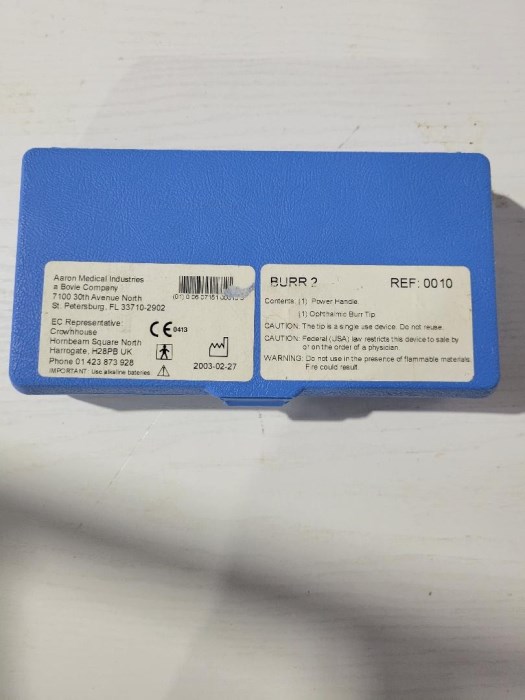 Aaron Medical Industries
a Bovie Company
7100 30th Avenue North
St. Petersburg, FL 33710-2902
EC Representative:
Crowhhouse
Hornbeam Square North
Harrogate, H28PB UK
Phone 01 423 873 928
IMPORTANT: Use alkaline batteries
CE 0413
2003-02-27
BURR 2
REF: 0010
Contents: (1) Power Handle
(1) Opthalmic Burr Tip
CAUTION: The tip is a single use device. Do not reuse.
CAUTION: Federal (USA) law restricts this device to sale by
or on the order of a physician.
WARNING: Do not use in the presence of flammable materials.
Fire could result.